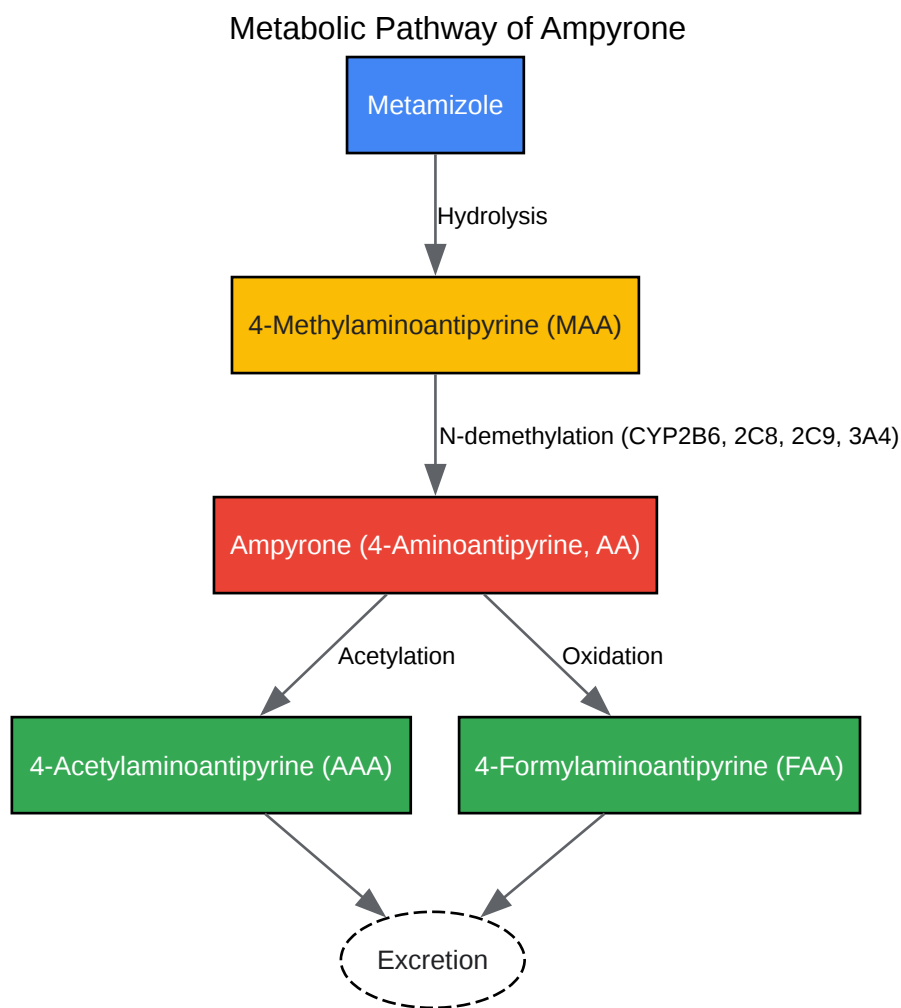 Metabolic Pathway of Ampyrone
Metamizole
Hydrolysis
4-Methylaminoantipyrine (MAA)
N-demethylation (CYP2B6, 2C8, 2C9, 3A4)
Ampyrone (4-Aminoantipyrine, AA)
Acetylation
Oxidation
4-Acetylaminoantipyrine (AAA)
4-Formylaminoantipyrine (FAA)
Excretion